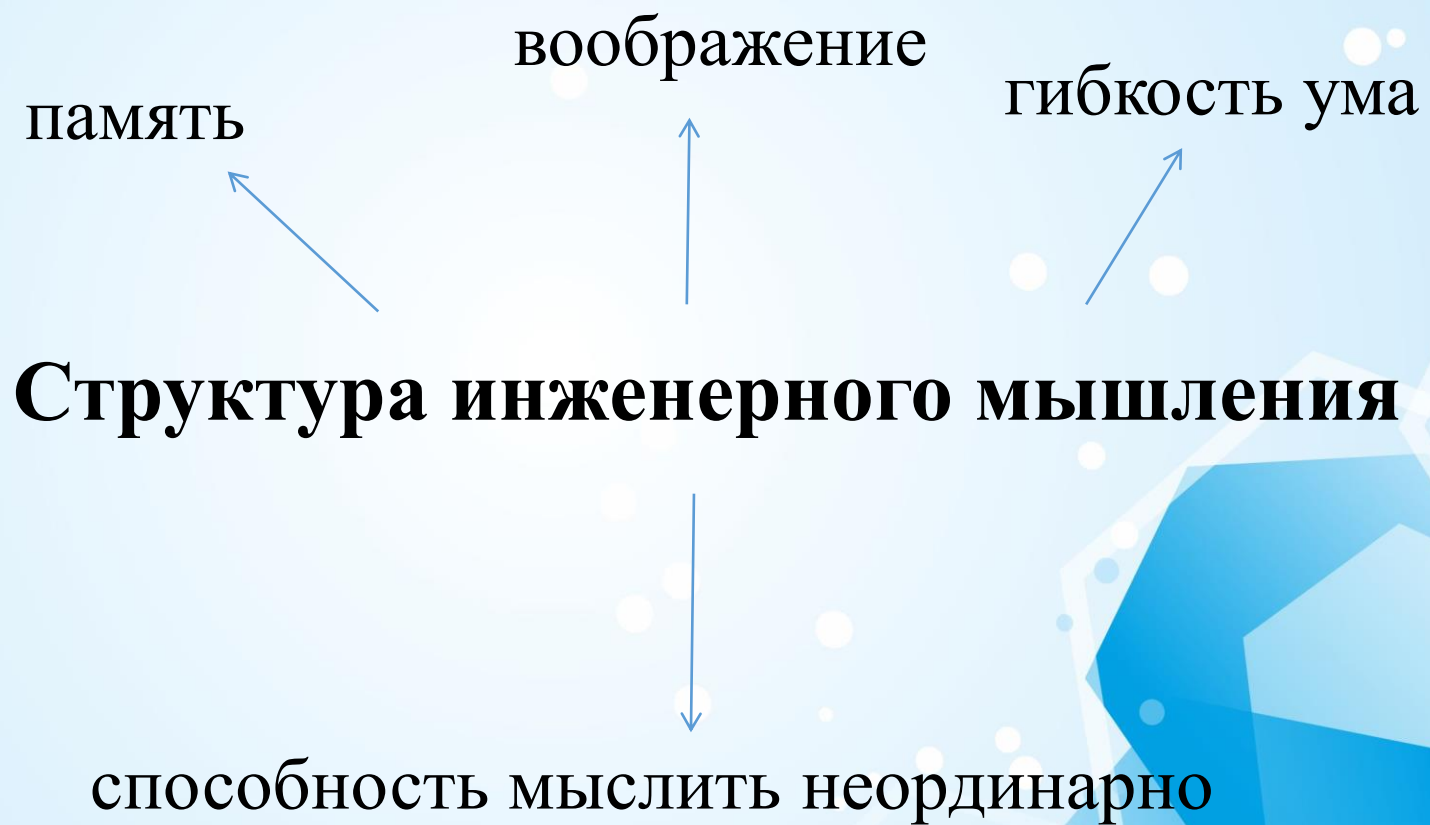 воображение
гибкость ума
память
Структура инженерного мышления
способность мыслить неординарно